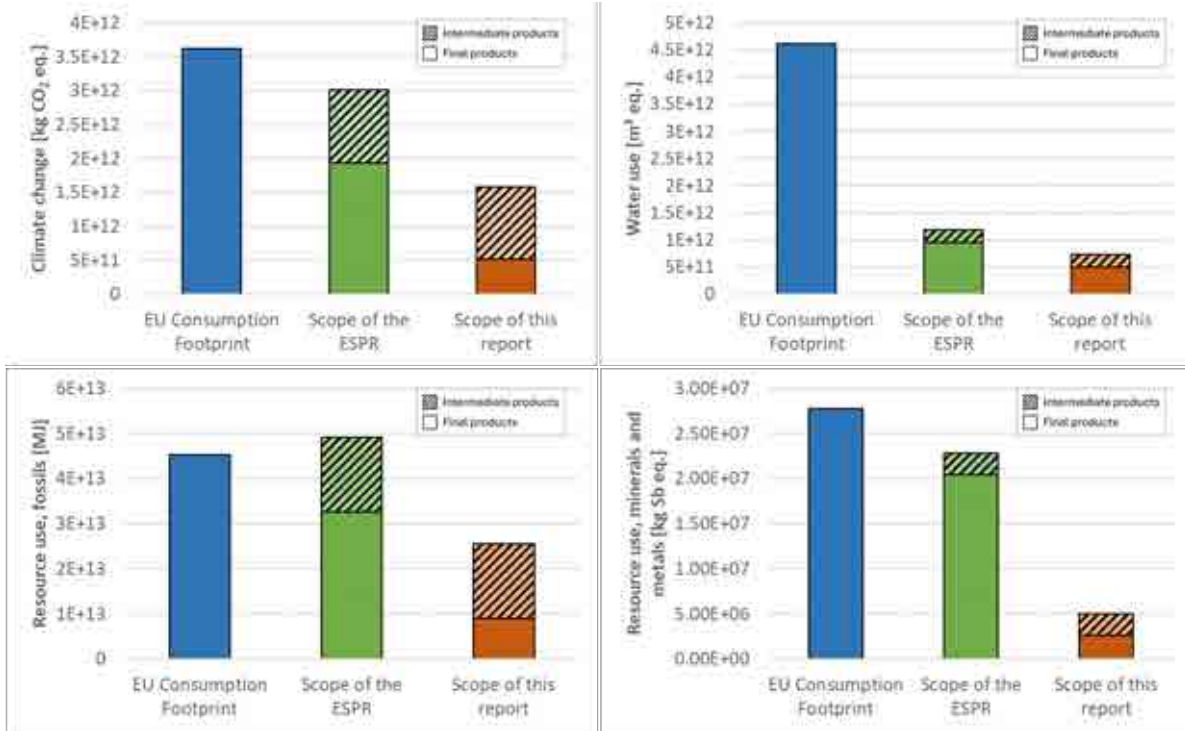 Climate change [kg CO₂ eq.]
4E+12
3.5E+12
3E+12
2.5E+12
2E+12
1.5E+12
1E+12
5E+11
0
Intermediate products
Final products
EU Consumption
Footprint
Scope of the
ESPR
Scope of this
report
Water use [m³ eq.]
5E+12
4.5E+12
4E+12
3.5E+12
3E+12
2.5E+12
2E+12
1.5E+12
1E+12
5E+11
0
Intermediate products
Final products
EU Consumption
Footprint
Scope of the
ESPR
Scope of this
report
Resource use, fossils [MJ]
6E+13
5E+13
4E+13
3E+13
2E+13
1E+13
0
Intermediate products
Final products
EU Consumption
Footprint
Scope of the
ESPR
Scope of this
report
Resource use, minerals and
metals [kg Sb eq.]
3.00E+07
2.50E+07
2.00E+07
1.50E+07
1.00E+07
5.00E+06
0.00E+00
Intermediate products
Final products
EU Consumption
Footprint
Scope of the
ESPR
Scope of this
report